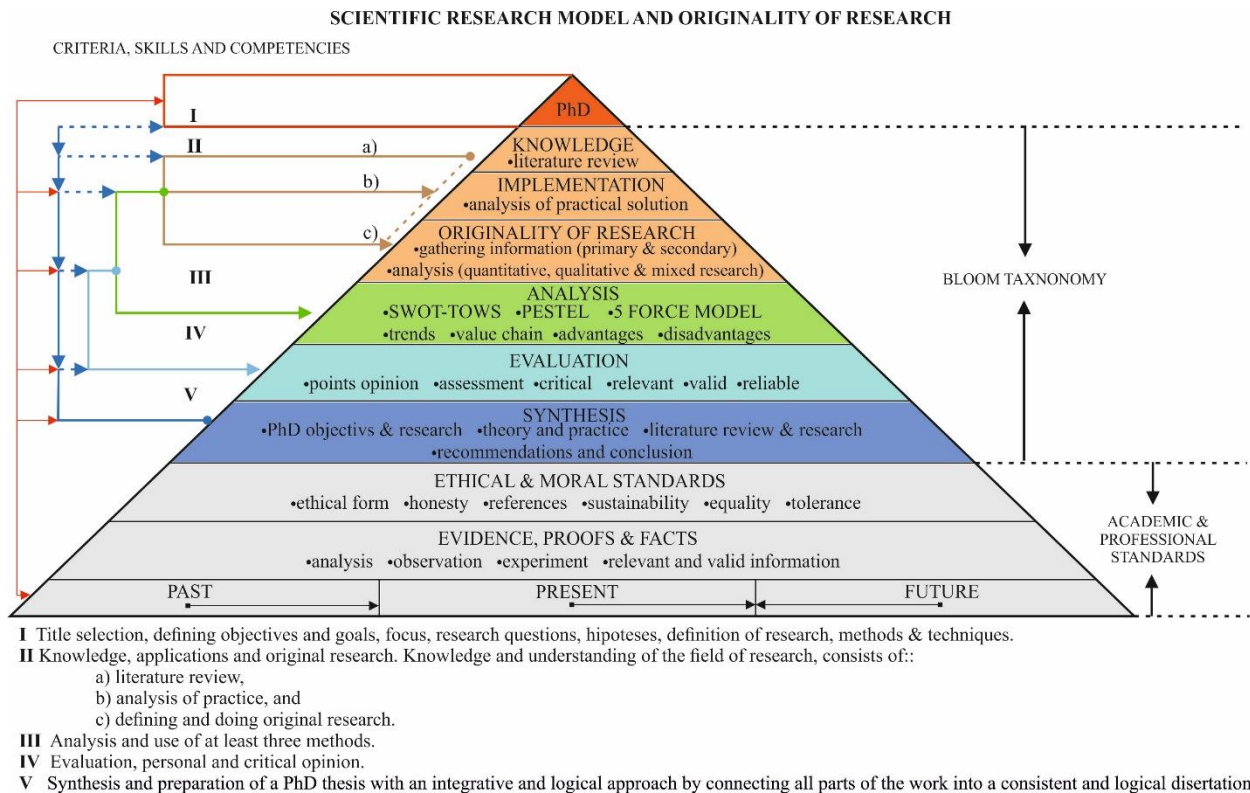 SCIENTIFIC RESEARCH MODEL AND ORIGINALITY OF RESEARCH
CRITERIA, SKILLS AND COMPETENCIES
I
II
a)
b)
c)
III
IV
V
PhD
KNOWLEDGE
•literature review
IMPLEMENTATION
•analysis of practical solution
ORIGINALITY OF RESEARCH
•gathering information (primary & secondary)
•analysis (quantitative, qualitative & mixed research)
ANALYSIS
•SWOT-TOWS •PESTEL •5 FORCE MODEL
•trends •value chain •advantages •disadvantages
EVALUATION
•points opinion •assessment •critical •relevant •valid •reliable
SYNTHESIS
•PhD objectivs & research •theory and practice •literature review & research
•recommendations and conclusion
ETHICAL & MORAL STANDARDS
•ethical form •honesty •references •sustainability •equality •tolerance
EVIDENCE, PROOFS & FACTS
•analysis •observation •experiment •relevant and valid information
PAST PRESENT FUTURE
BLOOM TAXNONOMY
ACADEMIC &
PROFESSIONAL
STANDARDS
I Title selection, defining objectives and goals, focus, research questions, hipoteses, definition of research, methods & techniques.
II Knowledge, applications and original research. Knowledge and understanding of the field of research, consists of::
a) literature review,
b) analysis of practice, and
c) defining and doing original research.
III Analysis and use of at least three methods.
IV Evaluation, personal and critical opinion.
V Synthesis and preparation of a PhD thesis with an integrative and logical approach by connecting all parts of the work into a consistent and logical disertation